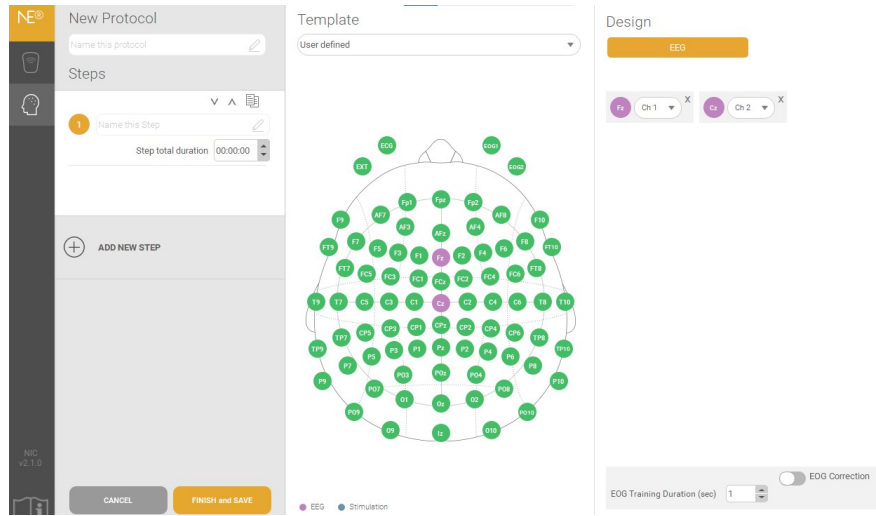 NE®
New Protocol
Name this protocol
Steps
1 Name this Step
Step total duration 00:00:00
ADD NEW STEP
NIC
v2.1.0
CANCEL FINISH and SAVE
Template
User defined
ECG EOG1
EXT EOG2
Fp1 Fpz Fp2
F9 AF7 AF3 AFz AF4 AF8 F10
FT9 F7 F5 F3 F1 Fz F2 F4 F6 F8 FT10
FT7 FC5 FC3 FC1 FCz FC2 FC4 FC6 FT8
T9 T7 C5 C3 C1 Cz C2 C4 C6 T8 T10
TP9 TP7 CP5 CP3 CP1 CPz CP2 CP4 CP6 TP8 TP10
P9 P7 P5 P3 P1 Pz P2 P4 P6 P8 P10
PO9 PO7 PO3 POz PO4 PO8 PO10
O1 Oz O2
O9 Iz O10
EEG Stimulation
Design
EEG
Fz Ch 1 X Cz Ch 2 X
EOG Correction
EOG Training Duration (sec) 1